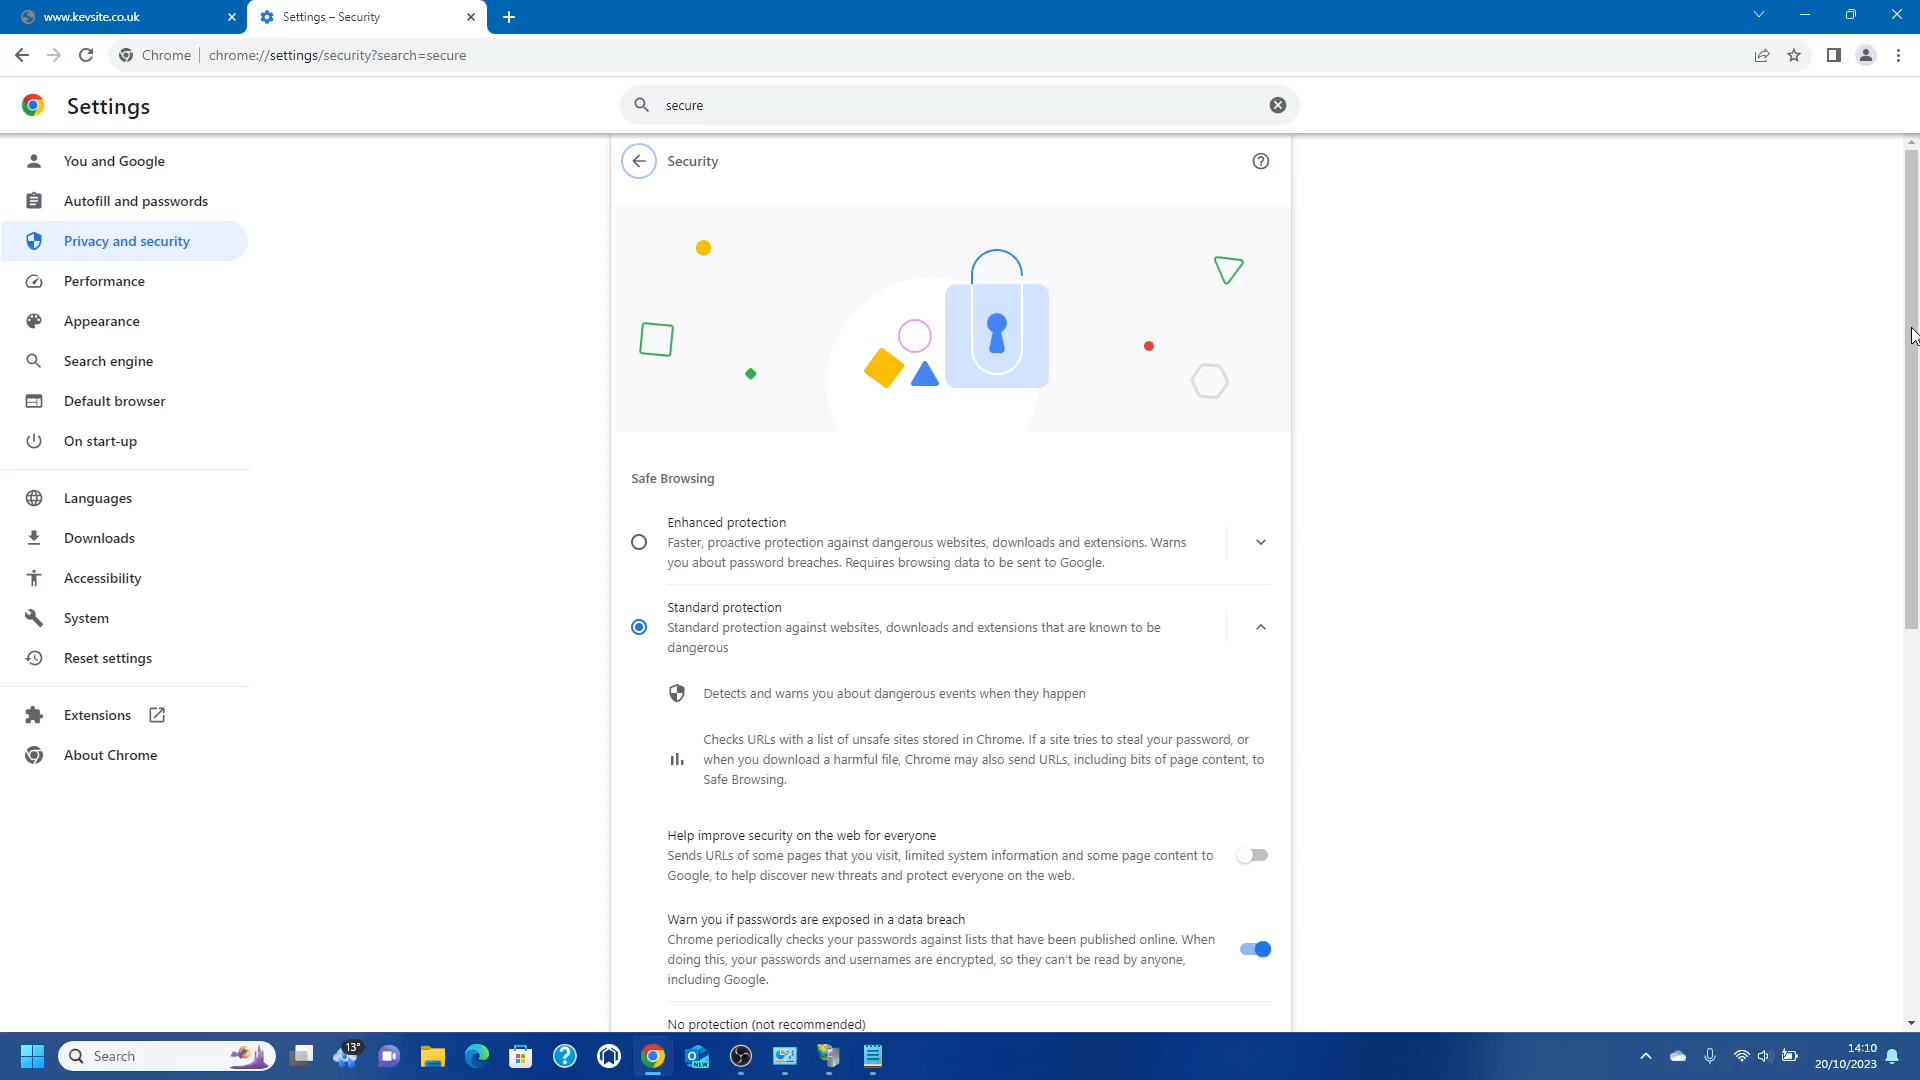 www.kevsite.co.uk
Settings – Security
Chrome
chrome://settings/security?search=secure
Settings
secure
You and Google
Autofill and passwords
Privacy and security
Performance
Appearance
Search engine
Default browser
On start-up
Languages
Downloads
Accessibility
System
Reset settings
Extensions
About Chrome
Security
Safe Browsing
Enhanced protection
Faster, proactive protection against dangerous websites, downloads and extensions. Warns
you about password breaches. Requires browsing data to be sent to Google.
Standard protection
Standard protection against websites, downloads and extensions that are known to be
dangerous
Detects and warns you about dangerous events when they happen
Checks URLs with a list of unsafe sites stored in Chrome. If a site tries to steal your password, or
when you download a harmful file, Chrome may also send URLs, including bits of page content, to
Safe Browsing.
Help improve security on the web for everyone
Sends URLs of some pages that you visit, limited system information and some page content to
Google, to help discover new threats and protect everyone on the web.
Warn you if passwords are exposed in a data breach
Chrome periodically checks your passwords against lists that have been published online. When
doing this, your passwords and usernames are encrypted, so they can't be read by anyone,
including Google.
No protection (not recommended)
Search
13°
NEW
14:10
20/10/2023